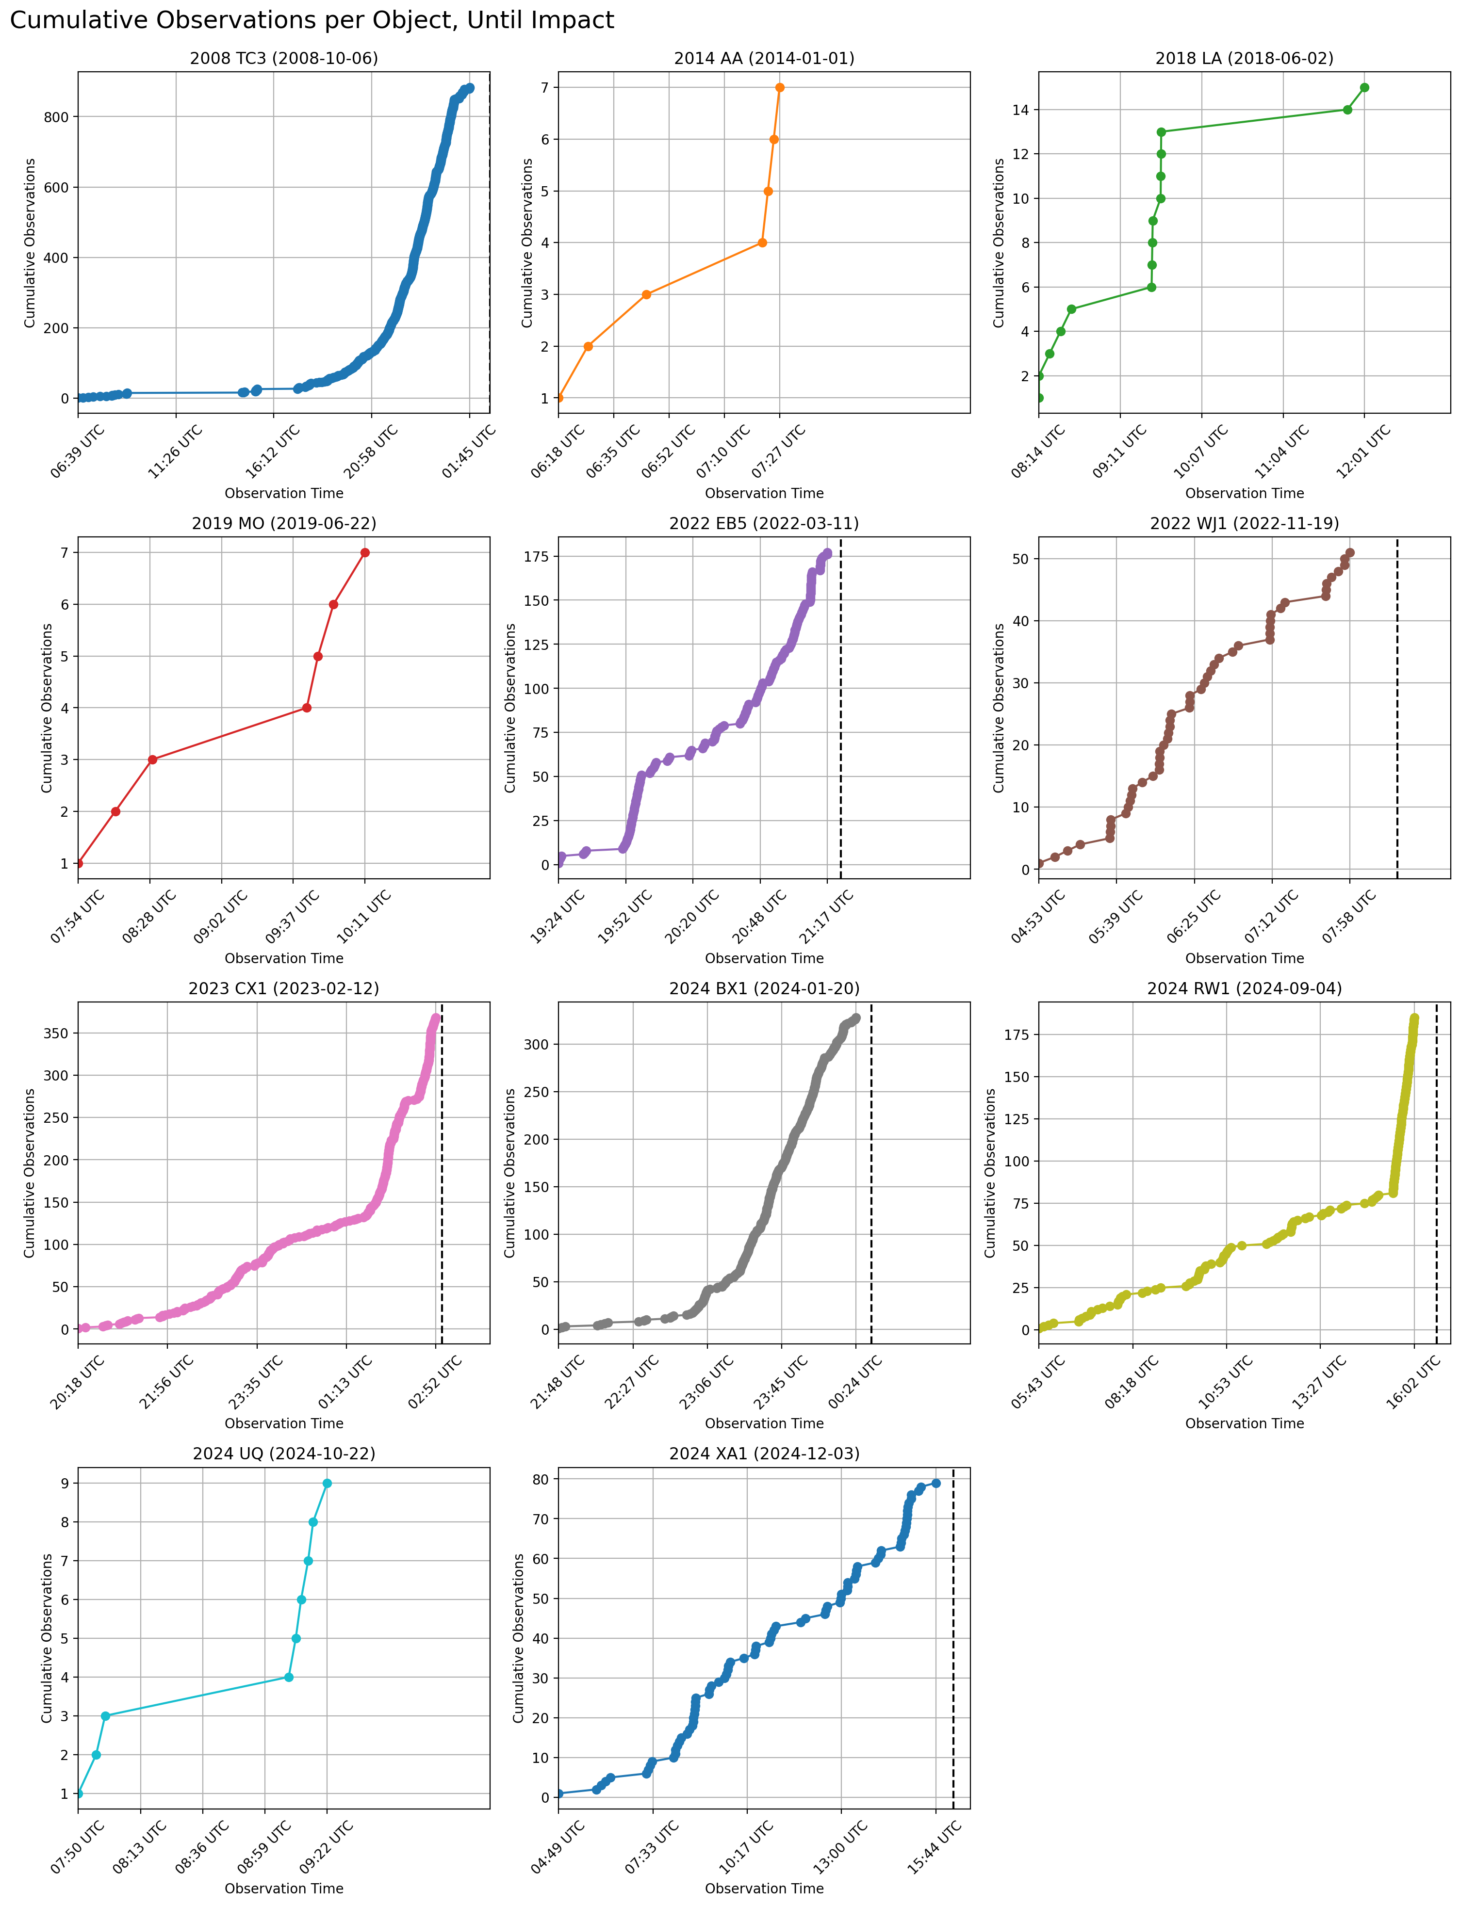 Cumulative Observations per Object, Until Impact
2008 TC3 (2008-10-06)
Cumulative Observations
800
600
400
200
0
06:39 UTC
11:26 UTC
16:12 UTC
20:58 UTC
01:45 UTC
Observation Time
2014 AA (2014-01-01)
Cumulative Observations
7
6
5
4
3
2
1
06:18 UTC
06:35 UTC
06:52 UTC
07:10 UTC
07:27 UTC
Observation Time
2018 LA (2018-06-02)
Cumulative Observations
14
12
10
8
6
4
2
08:14 UTC
09:11 UTC
10:07 UTC
11:04 UTC
12:01 UTC
Observation Time
2019 MO (2019-06-22)
Cumulative Observations
7
6
5
4
3
2
1
07:54 UTC
08:28 UTC
09:02 UTC
09:37 UTC
10:11 UTC
Observation Time
2022 EB5 (2022-03-11)
Cumulative Observations
175
150
125
100
75
50
25
0
19:24 UTC
19:52 UTC
20:20 UTC
20:48 UTC
21:17 UTC
Observation Time
2022 WJ1 (2022-11-19)
Cumulative Observations
50
40
30
20
10
0
04:53 UTC
05:39 UTC
06:25 UTC
07:12 UTC
07:58 UTC
Observation Time
2023 CX1 (2023-02-12)
Cumulative Observations
350
300
250
200
150
100
50
0
20:18 UTC
21:56 UTC
23:35 UTC
01:13 UTC
02:52 UTC
Observation Time
2024 BX1 (2024-01-20)
Cumulative Observations
300
250
200
150
100
50
0
21:48 UTC
22:27 UTC
23:06 UTC
23:45 UTC
00:24 UTC
Observation Time
2024 RW1 (2024-09-04)
Cumulative Observations
175
150
125
100
75
50
25
0
05:43 UTC
08:18 UTC
10:53 UTC
13:27 UTC
16:02 UTC
Observation Time
2024 UQ (2024-10-22)
Cumulative Observations
9
8
7
6
5
4
3
2
1
07:50 UTC
08:13 UTC
08:36 UTC
08:59 UTC
09:22 UTC
Observation Time
2024 XA1 (2024-12-03)
Cumulative Observations
80
70
60
50
40
30
20
10
0
04:49 UTC
07:33 UTC
10:17 UTC
13:00 UTC
15:44 UTC
Observation Time